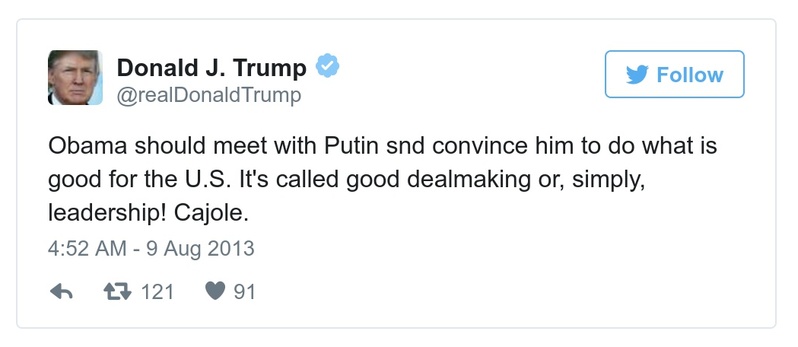 Donald J. Trump
@realDonaldTrump
Follow
Obama should meet with Putin snd convince him to do what is
good for the U.S. It's called good dealmaking or, simply,
leadership! Cajole.
4:52 AM - 9 Aug 2013
121 91